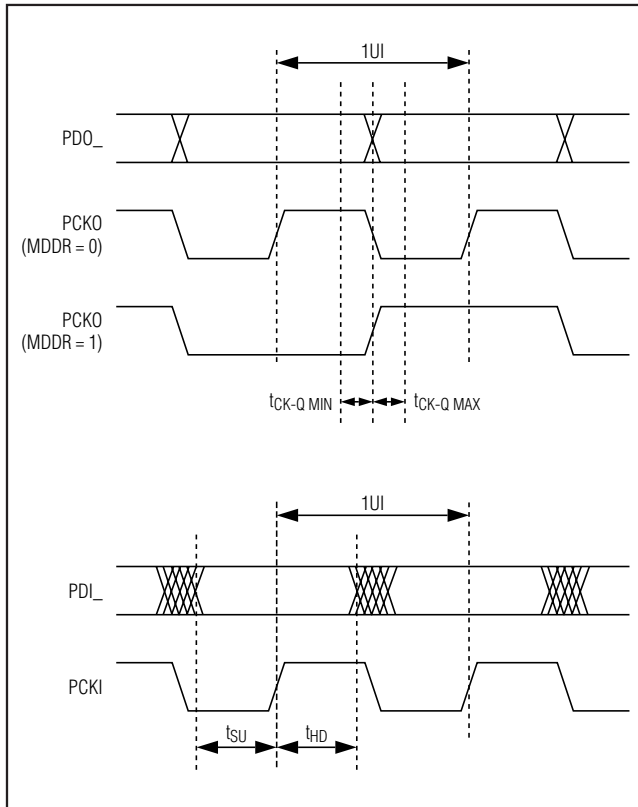 1UI
PDO_
PCKO
(MDDR = 0)
PCKO
(MDDR = 1)
tCK-Q MIN
tCK-Q MAX
1UI
PDI_
PCKI
tSU
tHD